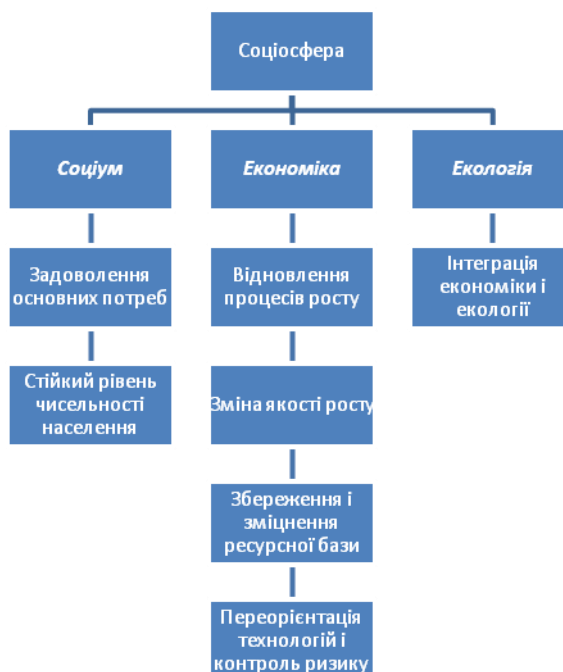 Соціосфера
Соціум
Економіка
Екологія
Задоволення
основних потреб
Відновлення
процесів росту
Інтеграція
економіки і
екології
Стійкий рівень
чисельності
населення
Зміна якості росту
Збереження і
зміцнення
ресурсної бази
Переорієнтація
технологій і
контроль ризику